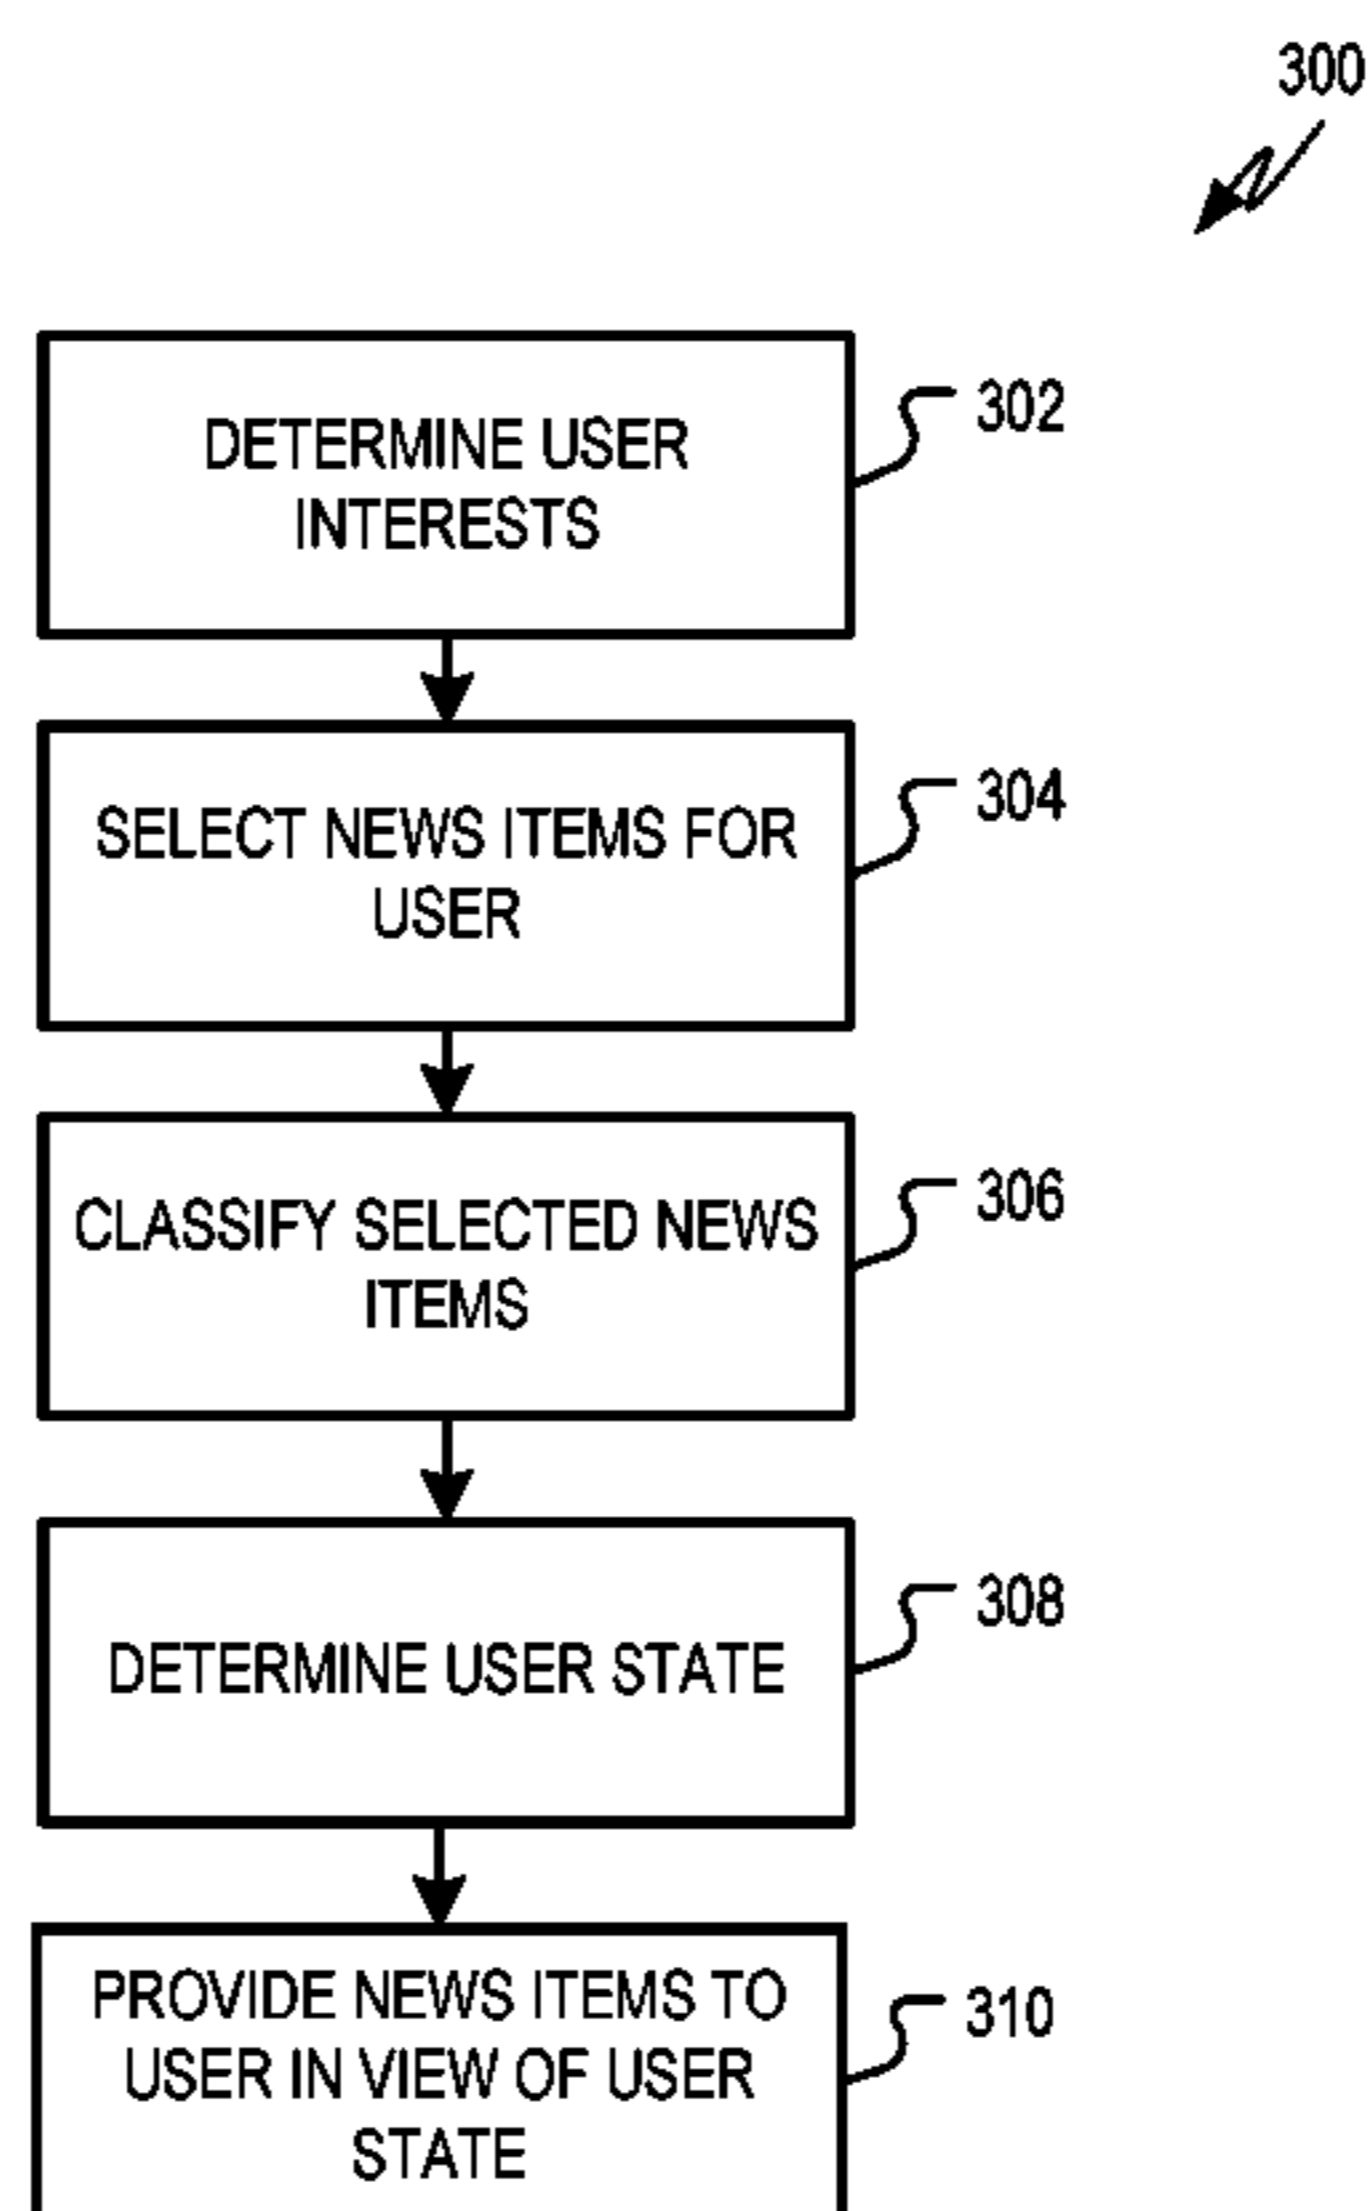 300
DETERMINE USER
INTERESTS
302
SELECT NEWS ITEMS FOR
USER
304
CLASSIFY SELECTED NEWS
ITEMS
306
DETERMINE USER STATE
308
PROVIDE NEWS ITEMS TO
USER IN VIEW OF USER
STATE
310